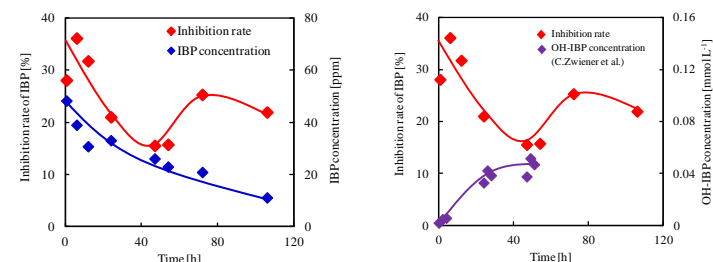 Inhibition rate of IBP [%]
40
30
20
10
0
Inhibition rate
IBP concentration
80
60
40
20
0
IBP concentration [ppm]
0 40 80 120
Time [h]
Inhibition rate of IBP [%]
40
30
20
10
0
Inhibition rate
OH-IBP concentration
(C.Zwiener et al.)
0.16
0.12
0.08
0.04
0
OH-IBP concentration [mmol L-1]
0 40 80 120
Time [h]